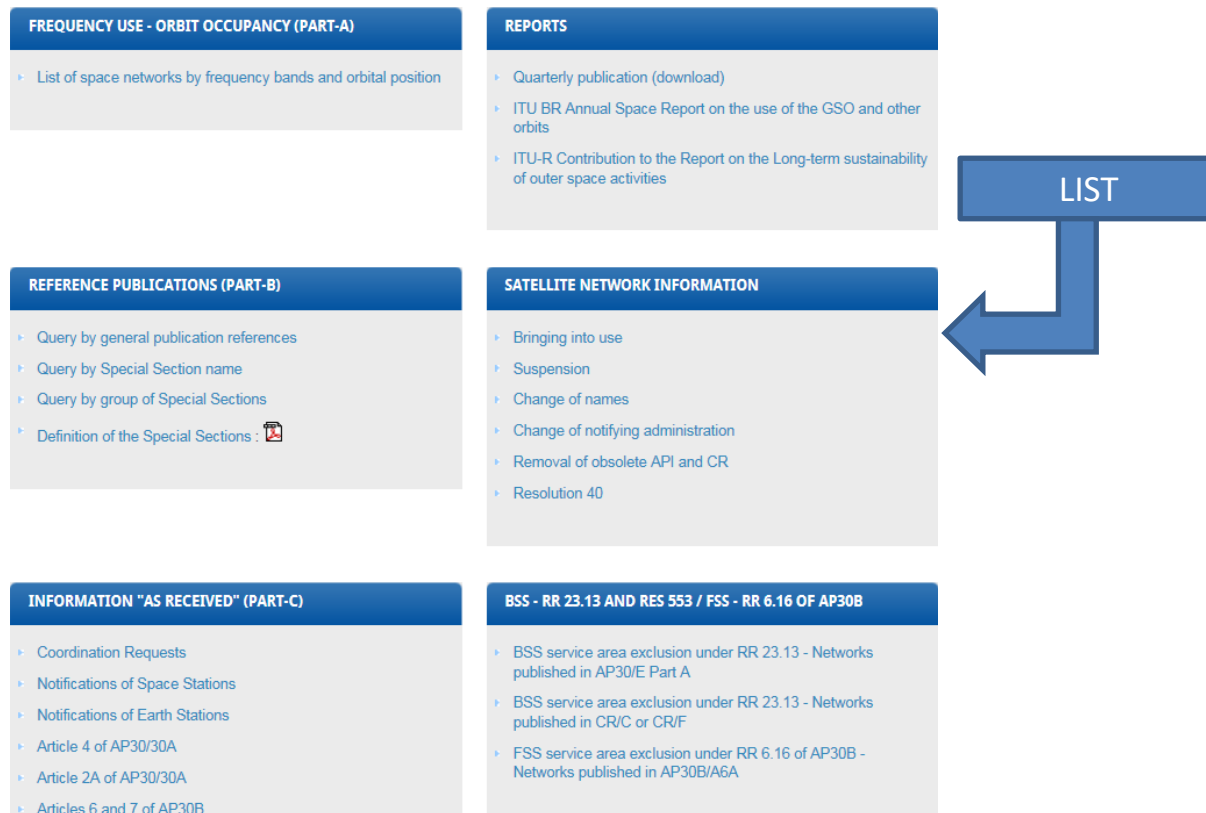 FREQUENCY USE - ORBIT OCCUPANCY (PART-A)
List of space networks by frequency bands and orbital position
REPORTS
Quarterly publication (download)
ITU BR Annual Space Report on the use of the GSO and other
orbits
ITU-R Contribution to the Report on the Long-term sustainability
of outer space activities
LIST
REFERENCE PUBLICATIONS (PART-B)
Query by general publication references
Query by Special Section name
Query by group of Special Sections
Definition of the Special Sections :
SATELLITE NETWORK INFORMATION
Bringing into use
Suspension
Change of names
Change of notifying administration
Removal of obsolete API and CR
Resolution 40
INFORMATION "AS RECEIVED" (PART-C)
Coordination Requests
Notifications of Space Stations
Notifications of Earth Stations
Article 4 of AP30/30A
Article 2A of AP30/30A
Articles 6 and 7 of AP30B
BSS - RR 23.13 AND RES 553 / FSS - RR 6.16 OF AP30B
BSS service area exclusion under RR 23.13 - Networks
published in AP30/E Part A
BSS service area exclusion under RR 23.13 - Networks
published in CR/C or CR/F
FSS service area exclusion under RR 6.16 of AP30B -
Networks published in AP30B/A6A